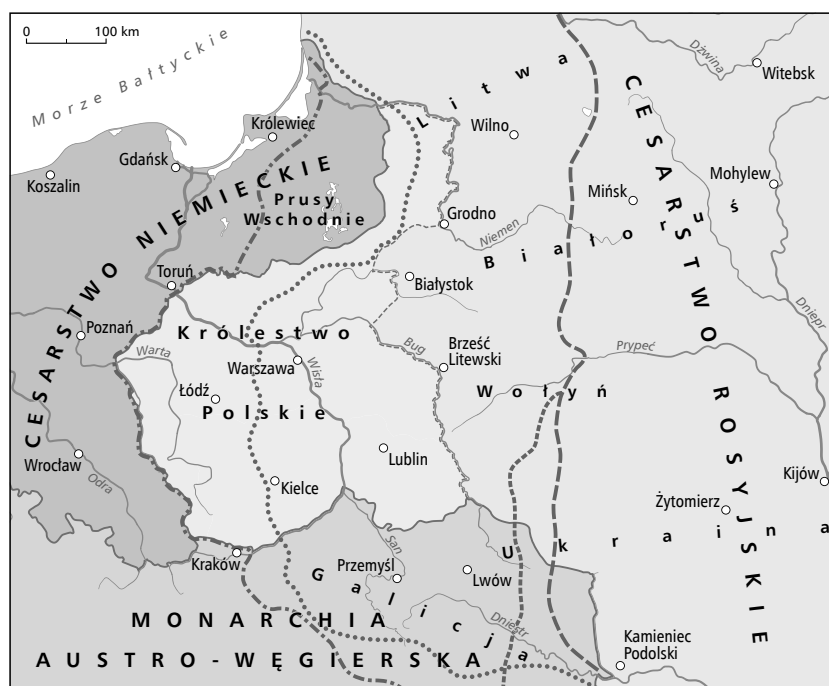 0 100 km
Morze Bałtyckie
Dźwina
Witebsk
Litwa
CESARSTWO ROSYJSKIE
Królewiec
Wilno
Gdańsk
Koszalin
Mohylew
Mińsk
CESARSTWO NIEMIECKIE
Prusy
Wschodnie
Grodno
Niemen
Białoruś
Toruń
Białystok
Dniepr
Poznań
Królestwo
Polskie
Warta
Warszawa
Wisła
Bug
Brześć
Litewski
Prypeć
Łódź
Wołyń
Wrocław
Odra
Lublin
Kielce
Kijów
Żytomierz
Ukraina
Kraków
San
Przemyśl
Lwów
Galicja
Dniestr
MONARCHIA
AUSTRO-WĘGIERSKA
Kamieniec
Podolski